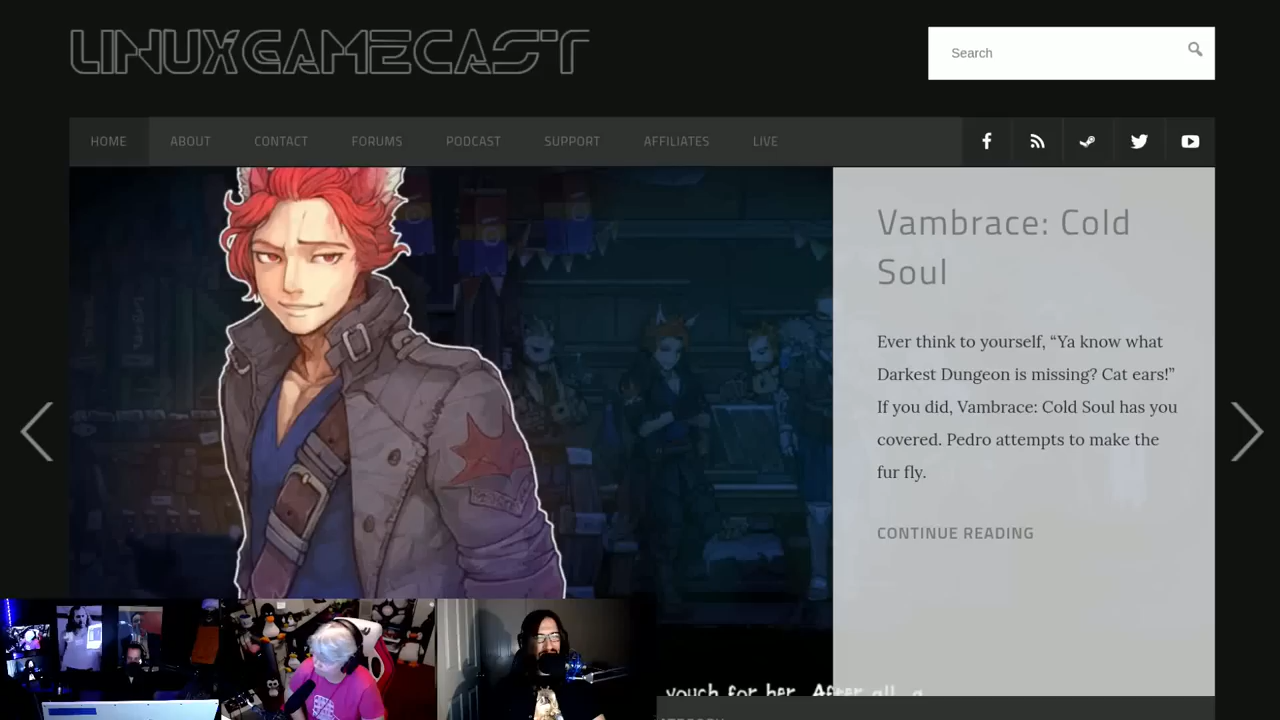 LINUXGAMECAST
Search
HOME ABOUT CONTACT FORUMS PODCAST SUPPORT AFFILIATES LIVE
Vambrace: Cold
Soul
Ever think to yourself, “Ya know what
Darkest Dungeon is missing? Cat ears!”
If you did, Vambrace: Cold Soul has you
covered. Pedro attempts to make the
fur fly.
CONTINUE READING
vouch for her. After all, a